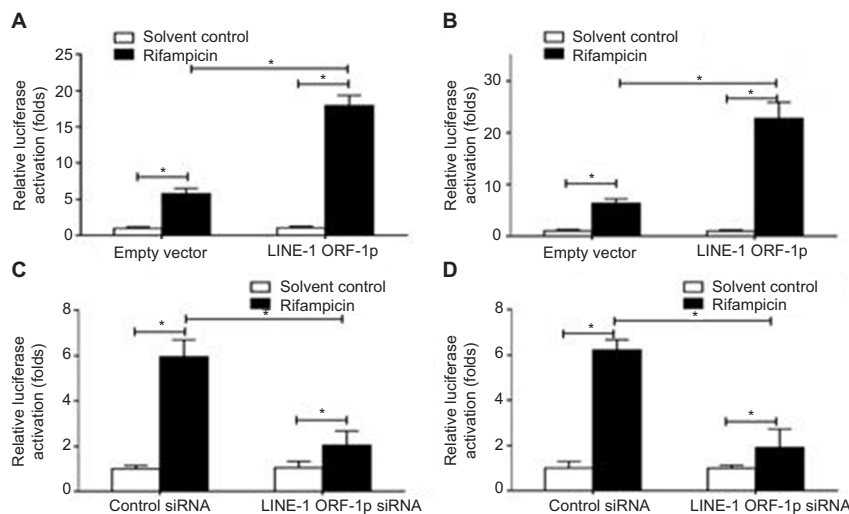 A
Solvent control
Rifampicin
Relative luciferase
activation (folds)
25
20
15
10
5
0
*
*
*
Empty vector
LINE-1 ORF-1p
B
Solvent control
Rifampicin
Relative luciferase
activation (folds)
30
20
10
0
*
*
*
Empty vector
LINE-1 ORF-1p
C
Solvent control
Rifampicin
Relative luciferase
activation (folds)
8
6
4
2
0
*
*
*
Control siRNA
LINE-1 ORF-1p siRNA
D
Solvent control
Rifampicin
Relative luciferase
activation (folds)
8
6
4
2
0
*
*
*
Control siRNA
LINE-1 ORF-1p siRNA